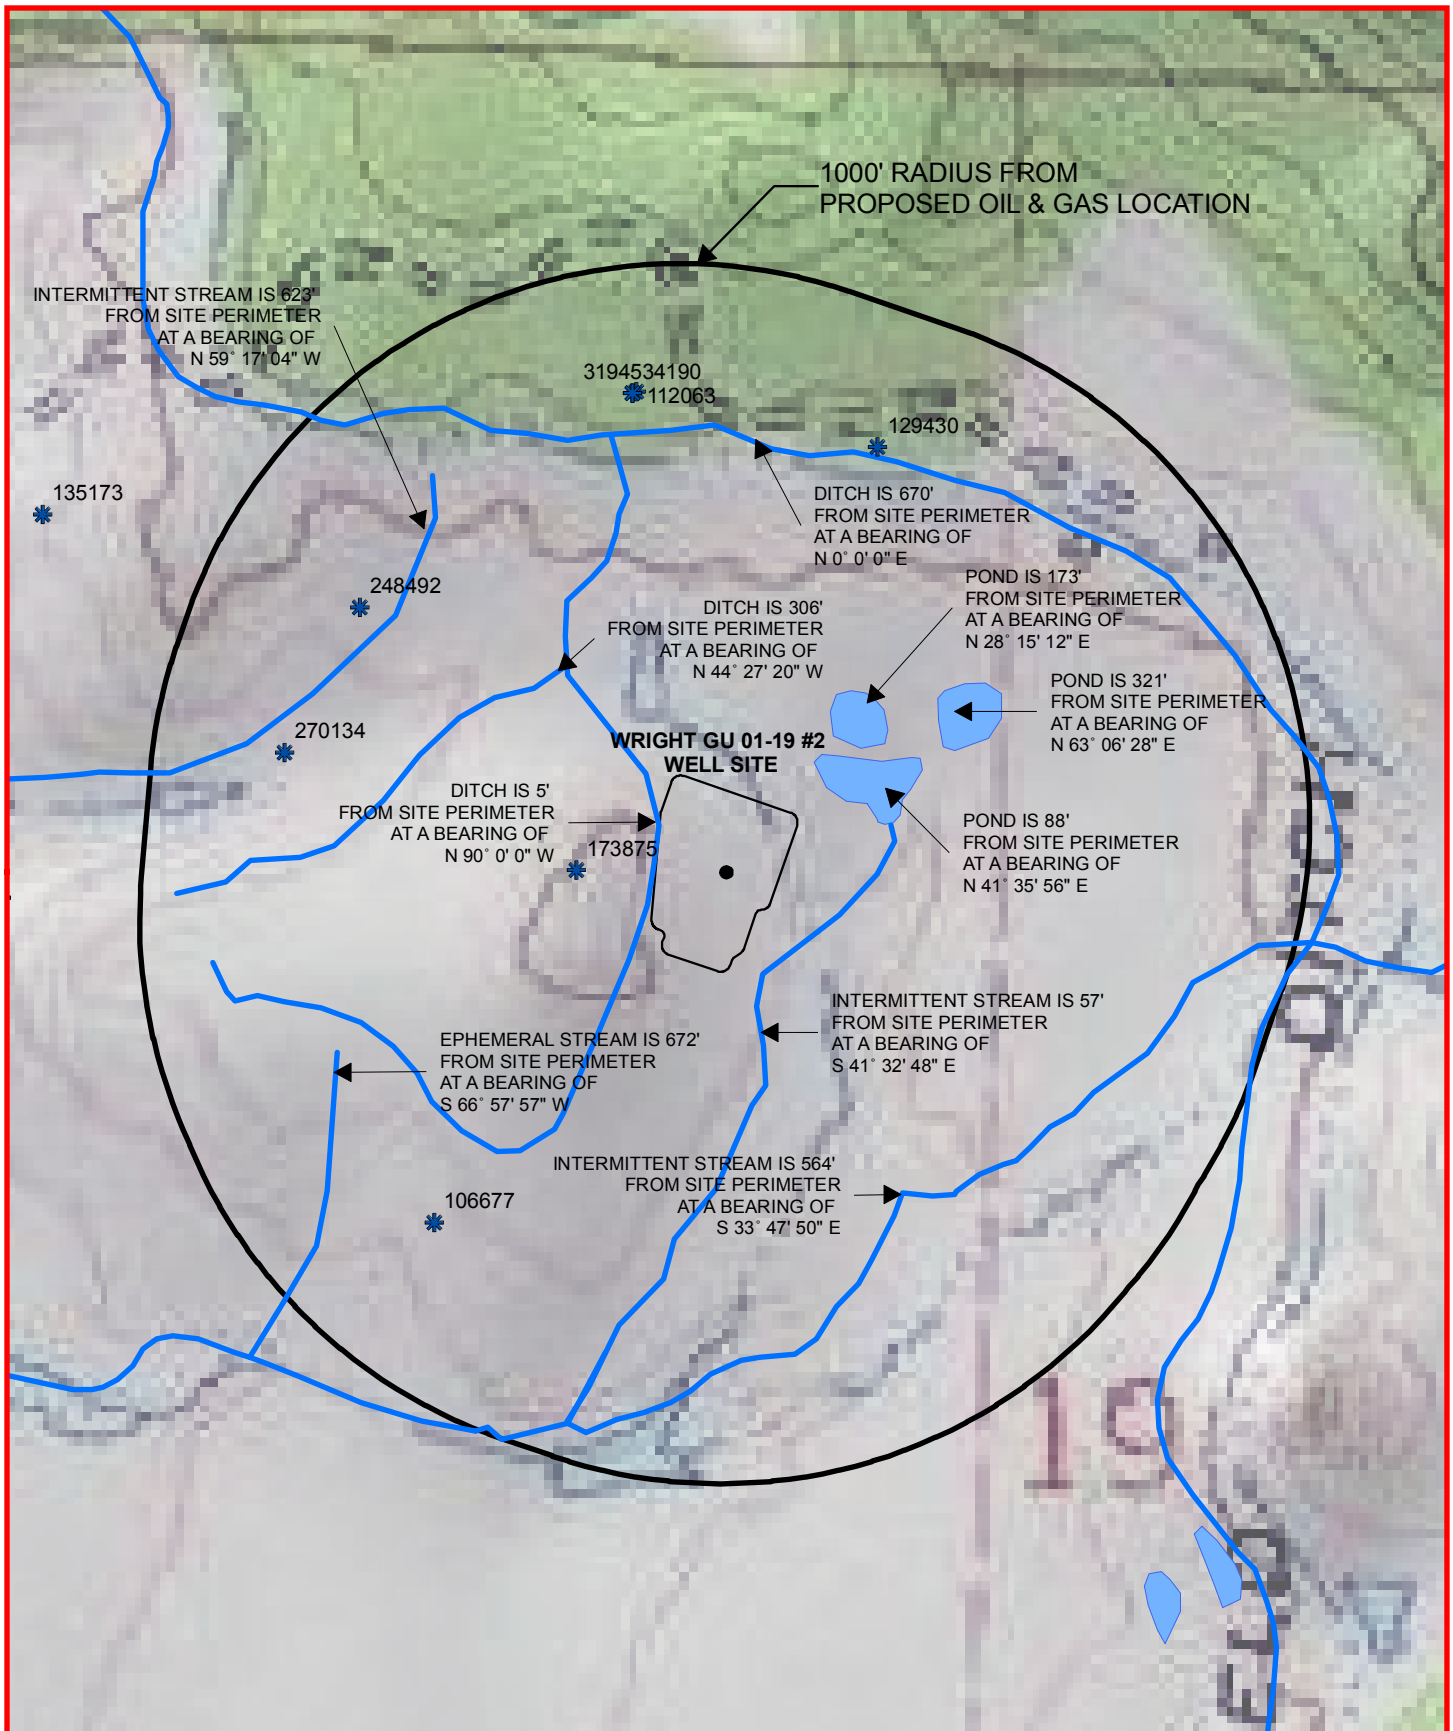 1000' RADIUS FROM
PROPOSED OIL & GAS LOCATION
INTERMITTENT STREAM IS 623'
FROM SITE PERIMETER
AT A BEARING OF
N 59° 17' 04" W
3194534190
112063
129430
135173
DITCH IS 670'
FROM SITE PERIMETER
AT A BEARING OF
N 0° 0' 0" E
248492
POND IS 173'
FROM SITE PERIMETER
AT A BEARING OF
N 28° 15' 12" E
DITCH IS 306'
FROM SITE PERIMETER
AT A BEARING OF
N 44° 27' 20" W
POND IS 321'
FROM SITE PERIMETER
AT A BEARING OF
N 63° 06' 28" E
270134
WRIGHT GU 01-19 #2
WELL SITE
DITCH IS 5'
FROM SITE PERIMETER
AT A BEARING OF
N 90° 0' 0" W
173875
POND IS 88'
FROM SITE PERIMETER
AT A BEARING OF
N 41° 35' 56" E
INTERMITTENT STREAM IS 57'
FROM SITE PERIMETER
AT A BEARING OF
S 41° 32' 48" E
EPHEMERAL STREAM IS 672'
FROM SITE PERIMETER
AT A BEARING OF
S 66° 57' 57" W
INTERMITTENT STREAM IS 564'
FROM SITE PERIMETER
AT A BEARING OF
S 33° 47' 50" E
106677
19